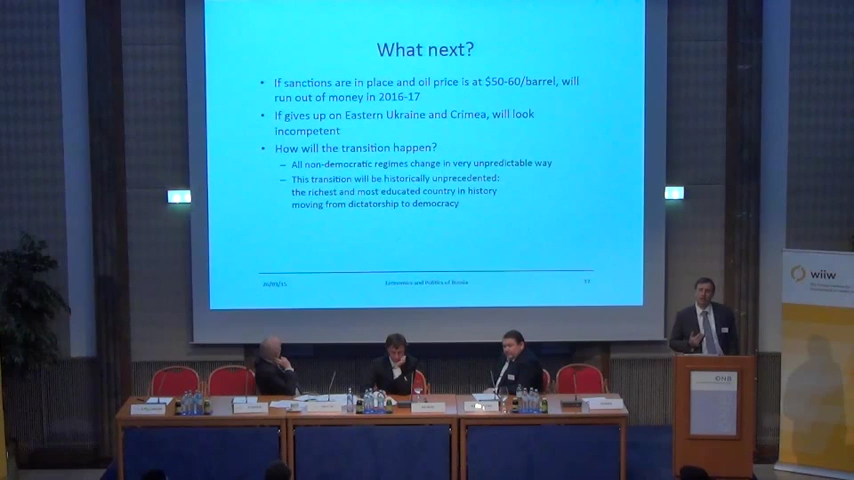 What next?
• If sanctions are in place and oil price is at $50-60/barrel, will
run out of money in 2016-17
• If gives up on Eastern Ukraine and Crimea, will look
incompetent
• How will the transition happen?
– All non-democratic regimes change in very unpredictable way
– This transition will be historically unprecedented:
the richest and most educated country in history
moving from dictatorship to democracy
Economics and Politics of Russia
wiiw